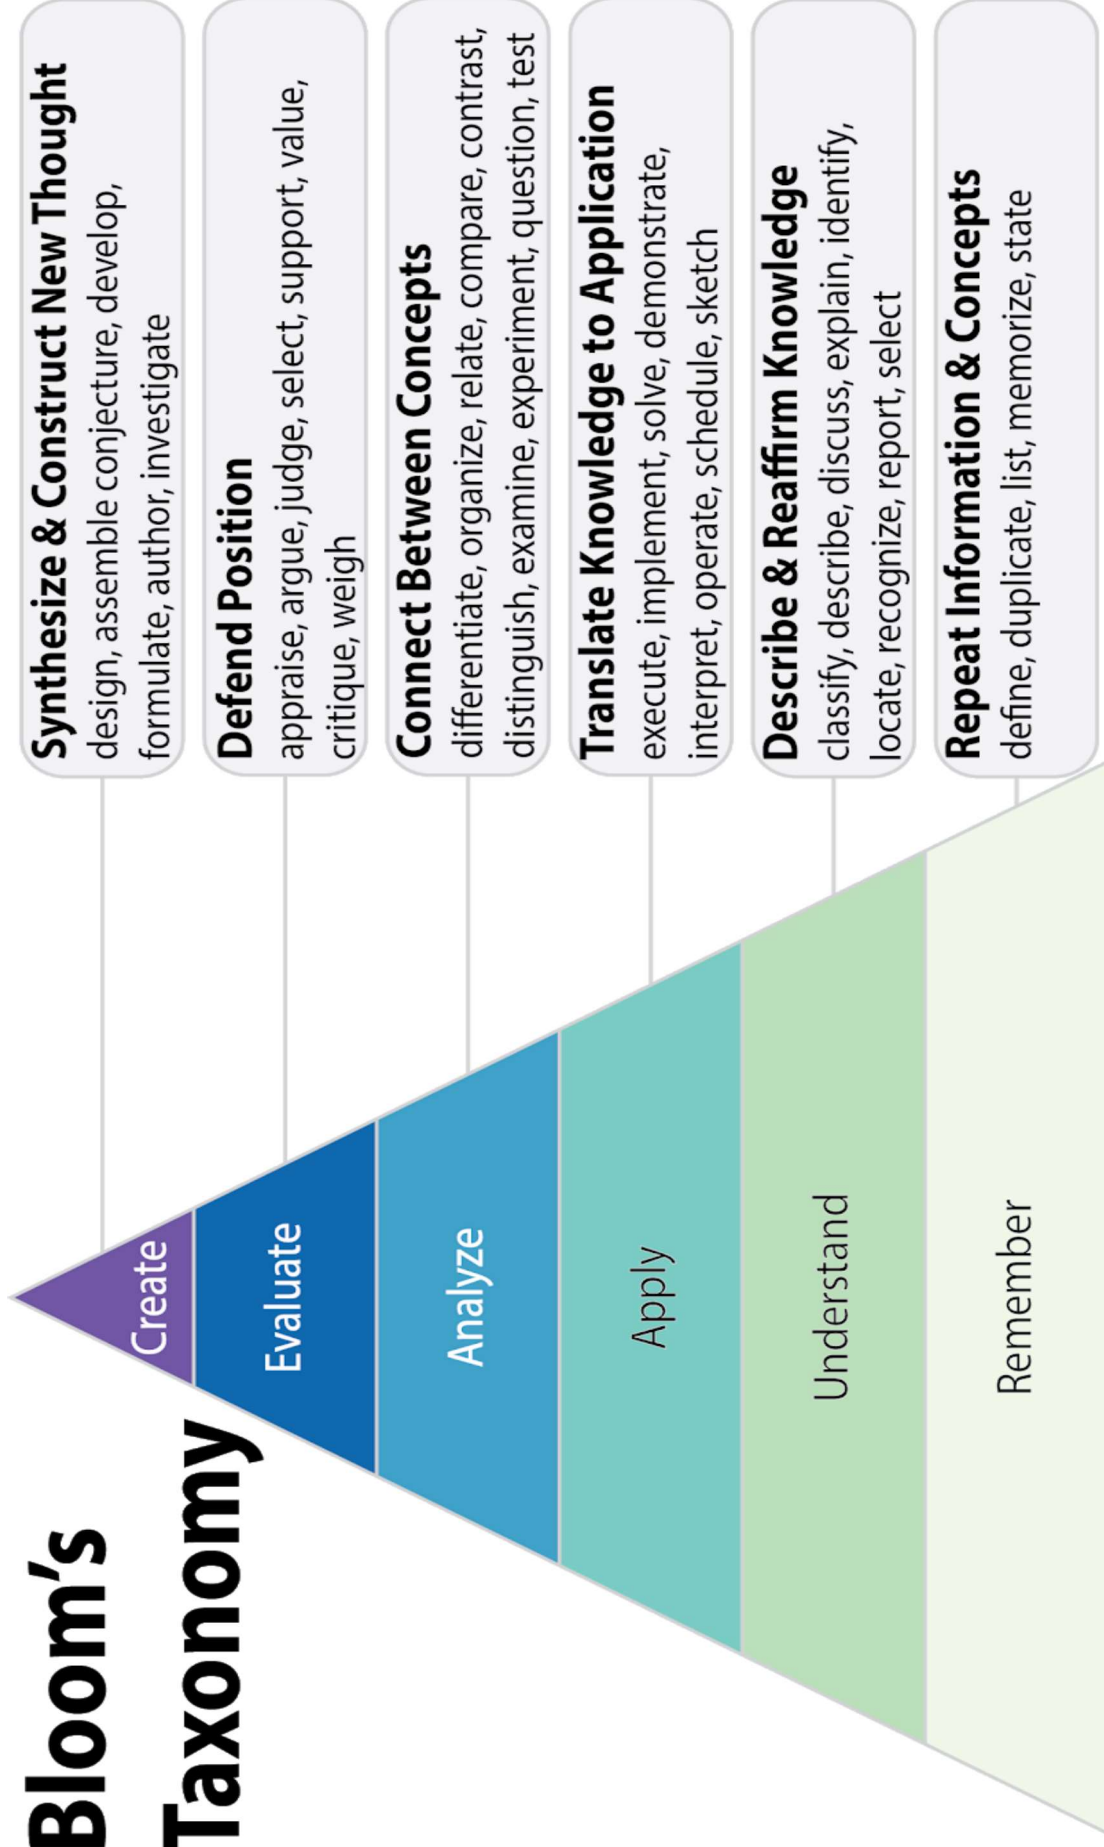 Bloom’s
Taxonomy
Create
Synthesize & Construct New Thought
design, assemble conjecture, develop,
formulate, author, investigate
Evaluate
Defend Position
appraise, argue, judge, select, support, value,
critique, weigh
Analyze
Connect Between Concepts
differentiate, organize, relate, compare, contrast,
distinguish, examine, experiment, question, test
Apply
Translate Knowledge to Application
execute, implement, solve, demonstrate,
interpret, operate, schedule, sketch
Understand
Describe & Reaffirm Knowledge
classify, describe, discuss, explain, identify,
locate, recognize, report, select
Remember
Repeat Information & Concepts
define, duplicate, list, memorize, state